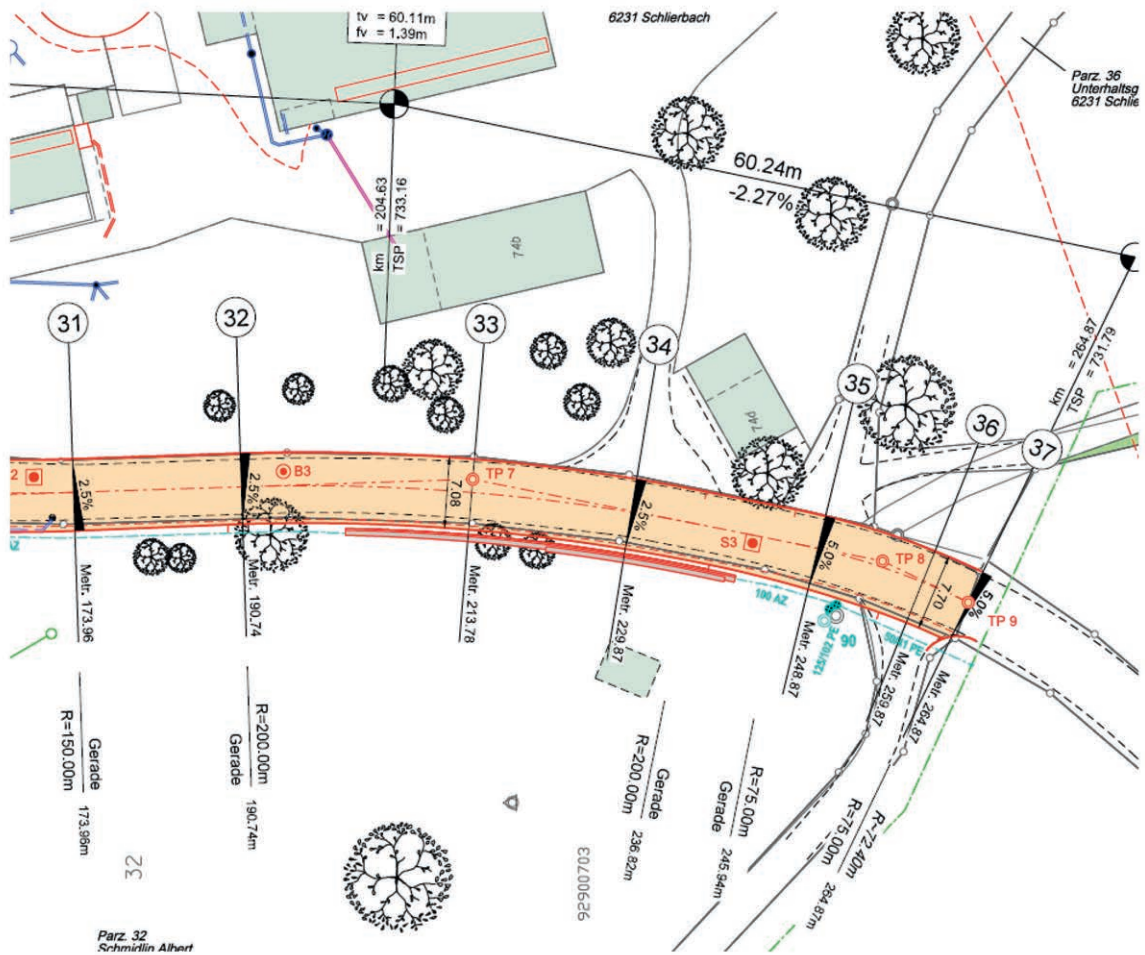 tv = 60.11m
fv = 1.39m
6231 Schlierbach
Parz. 36
Unterhaltsg
6231 Schlie
60.24m
-2.27%
km = 204.63
TSP = 733.16
74b
31
32
33
34
35
36
37
km = 264.87
TSP = 731.79
74d
2
B3
TP 7
S3
TP 8
TP 9
2.5%
2.5%
7.08
2.5%
5.0%
7.70
5.0%
AZ
100 AZ
125/102 PE
90
Metr. 173.96
Metr. 190.74
Metr. 213.78
Metr. 229.87
Metr. 248.87
Metr. 259.87
Metr. 264.87
Gerade
R=150.00m
173.96m
R=200.00m
Gerade
190.74m
Gerade
R=200.00m
236.82m
R=75.00m
Gerade
245.94m
R=72.40m
R=75.00m
264.87m
32
92900703
Parz. 32
Schmidlin Albert